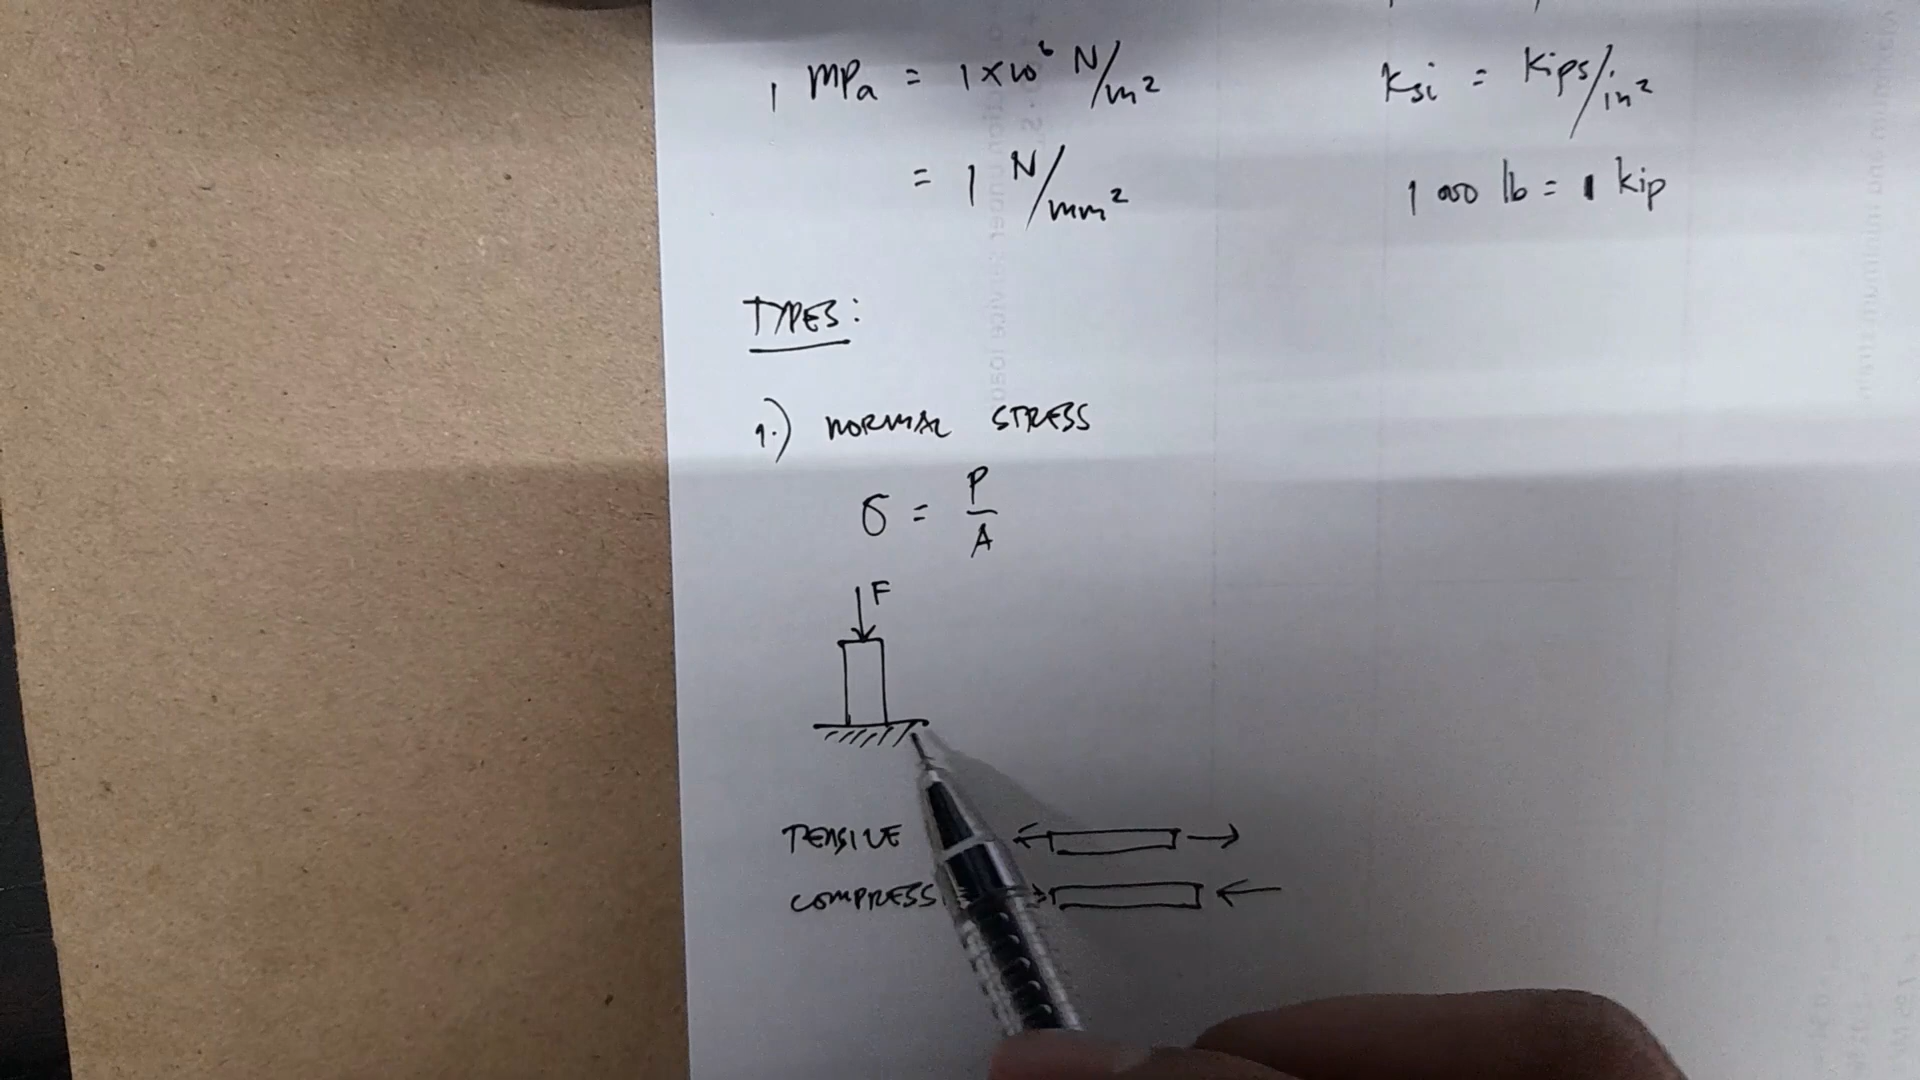 1 MPa = 1×10⁶ N/m²
= 1 N/mm²
ksi = kips/in²
1 000 lb = 1 kip
TYPES:
1.) NORMAL STRESS
σ = P/A
F
TENSIVE
COMPRESS